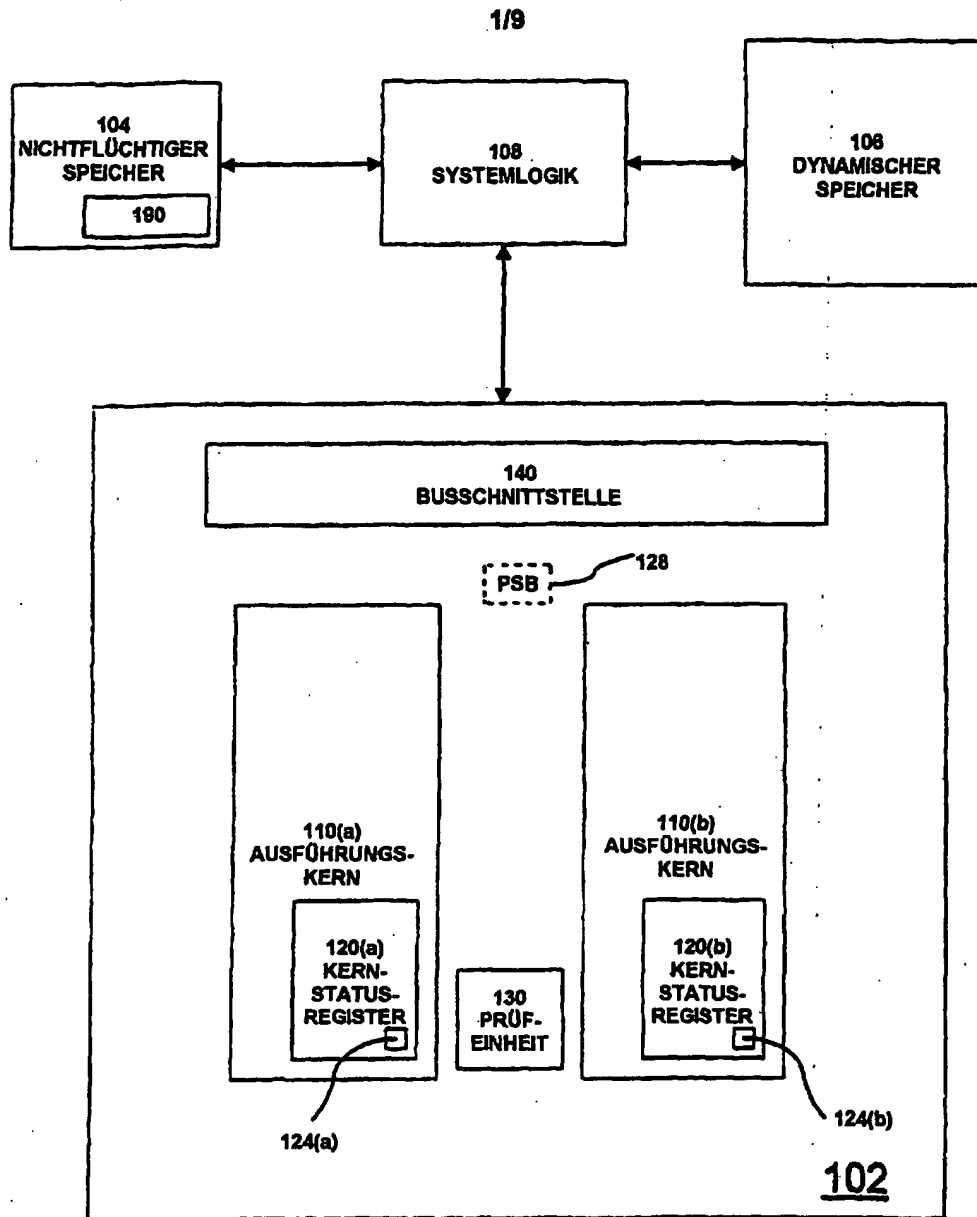 1/9
104
NICHTFLÜCHTIGER
SPEICHER
190
108
SYSTEMLOGIK
106
DYNAMISCHER
SPEICHER
140
BUSSCHNITTSTELLE
PSB
128
110(a)
AUSFÜHRUNGS-
KERN
110(b)
AUSFÜHRUNGS-
KERN
120(a)
KERN-
STATUS-
REGISTER
130
PRÜF-
EINHEIT
120(b)
KERN-
STATUS-
REGISTER
124(a)
124(b)
102